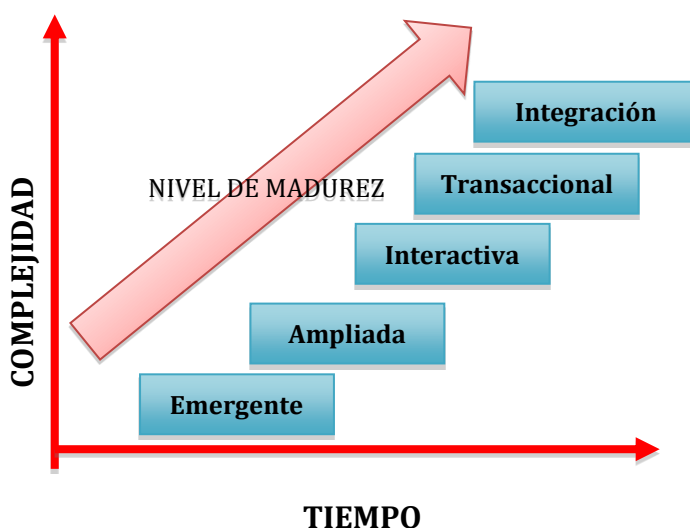 Integración
Transaccional
NIVEL DE MADUREZ
Interactiva
Ampliada
Emergente
COMPLEJIDAD
TIEMPO